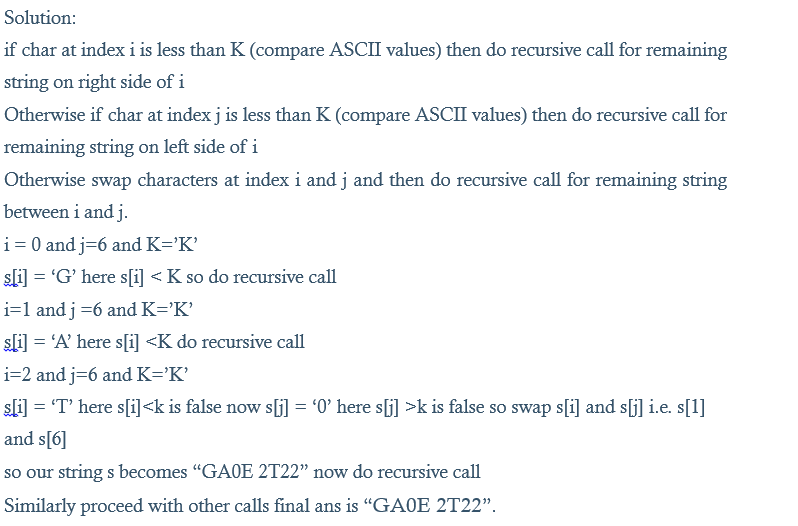 Solution:
if char at index i is less than K (compare ASCII values) then do recursive call for remaining
string on right side of i
Otherwise if char at index j is less than K (compare ASCII values) then do recursive call for
remaining string on left side of i
Otherwise swap characters at index i and j and then do recursive call for remaining string
between i and j.
i = 0 and j=6 and K=’K’
s[i] = ‘G’ here s[i] < K so do recursive call
i=1 and j =6 and K=’K’
s[i] = ‘A’ here s[i] <K do recursive call
i=2 and j=6 and K=’K’
s[i] = ‘T’ here s[i]<k is false now s[j] = ‘0’ here s[j] >k is false so swap s[i] and s[j] i.e. s[1]
and s[6]
so our string s becomes “GA0E 2T22” now do recursive call
Similarly proceed with other calls final ans is “GA0E 2T22”.